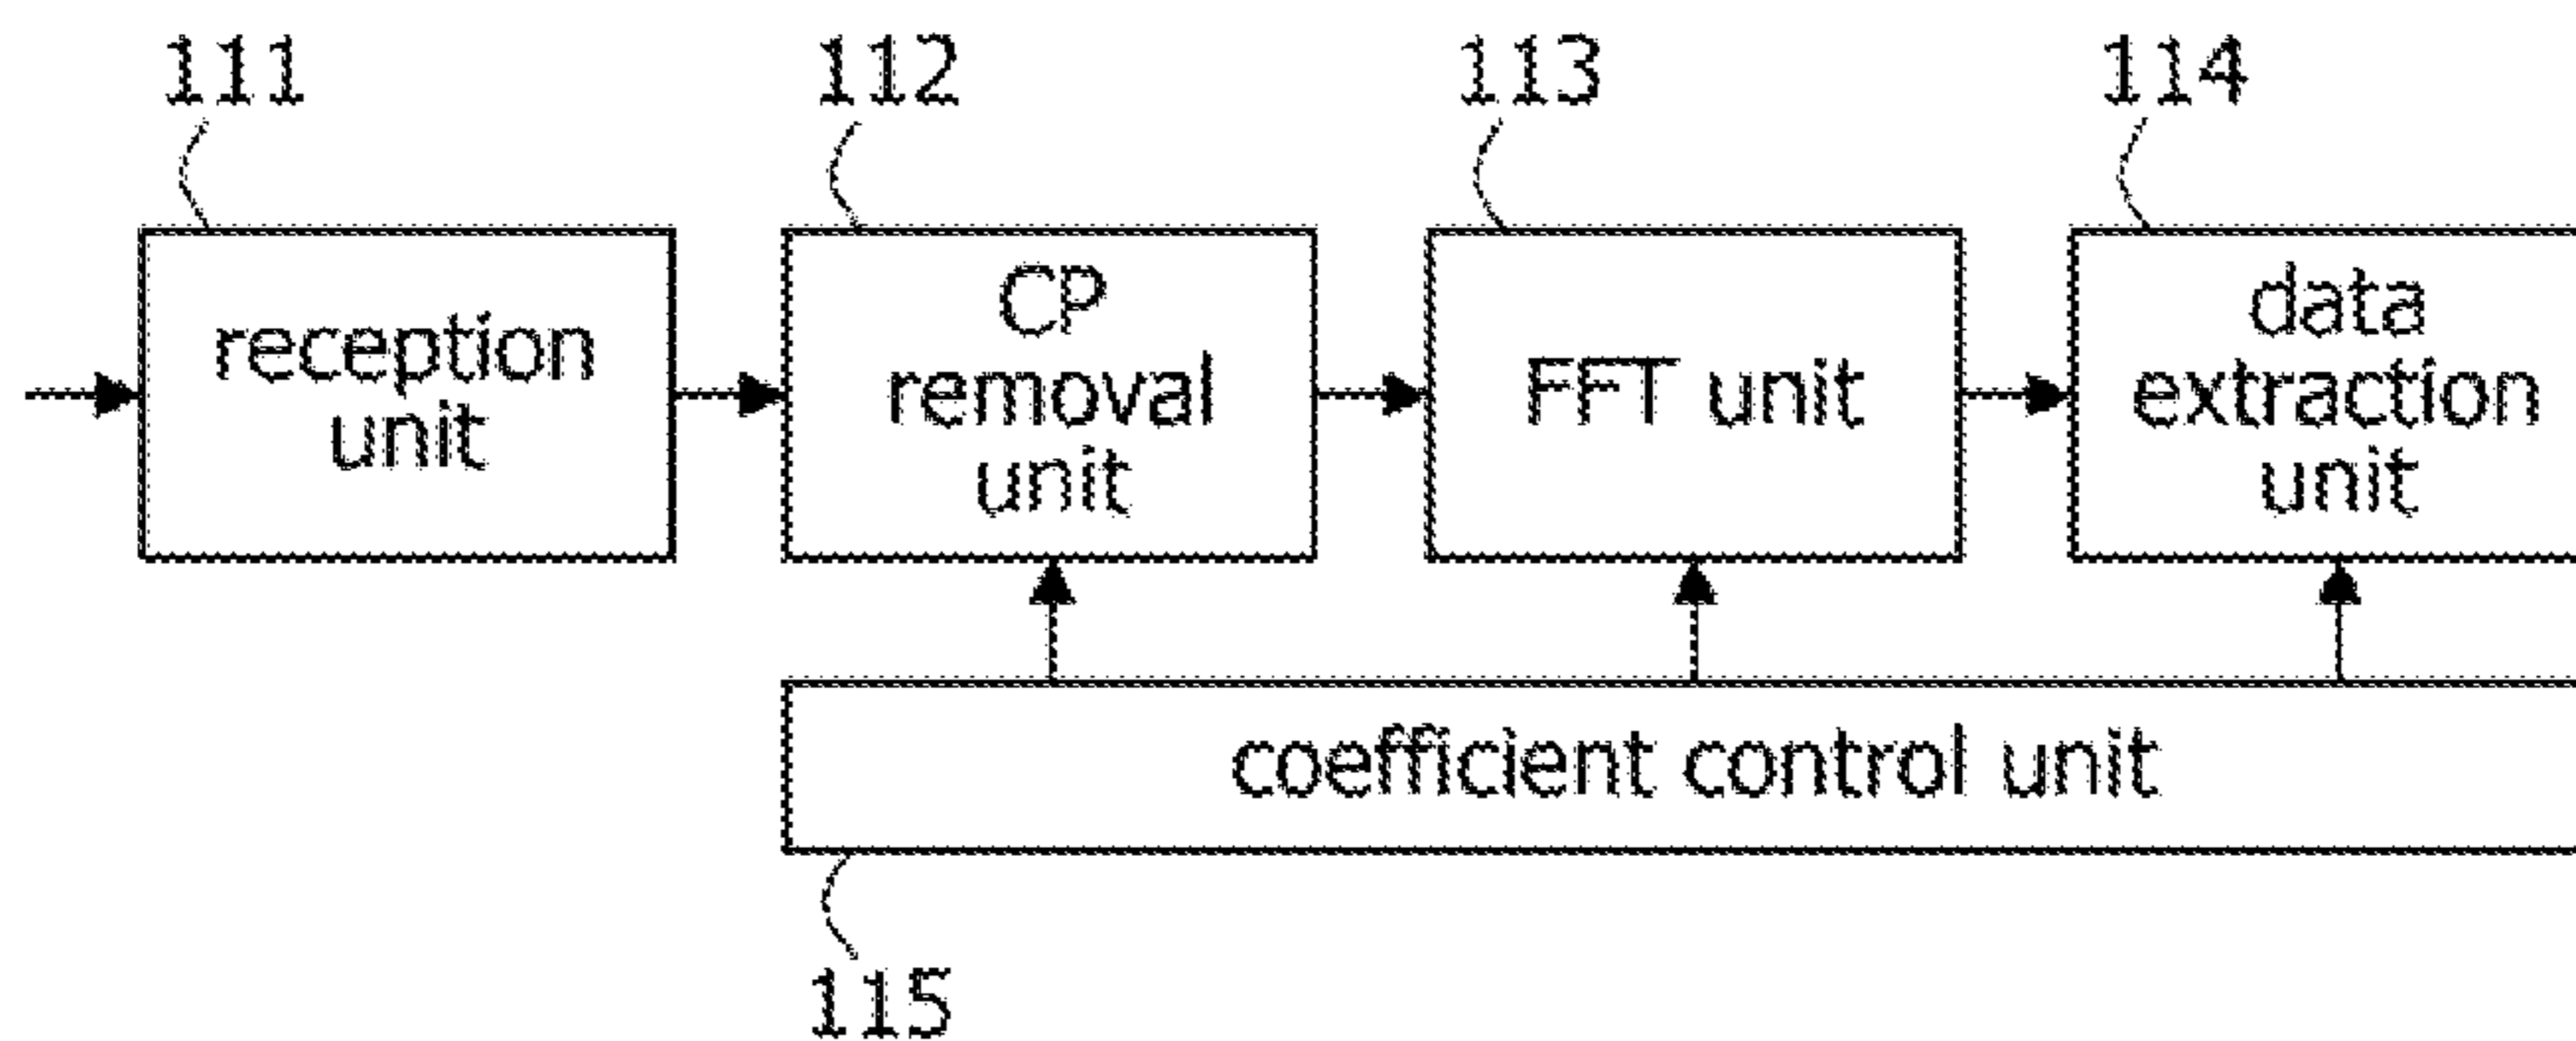 111
112
113
114
reception
unit
CP
removal
unit
FFT unit
data
extraction
unit
coefficient control unit
115